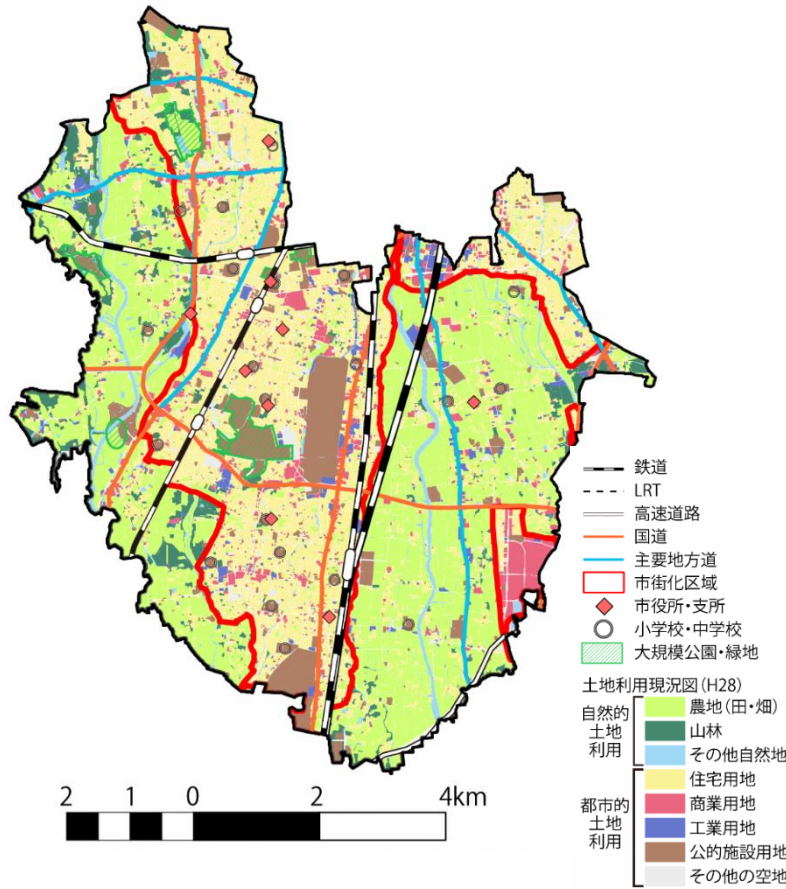 鉄道
LRT
高速道路
国道
主要地方道
市街化区域
市役所・支所
小学校・中学校
大規模公園・緑地
土地利用現況図(H28)
自然的
土地
利用
農地(田・畑)
山林
その他自然地
都市的
土地
利用
住宅用地
商業用地
工業用地
公的施設用地
その他の空地
2 1 0 2 4km